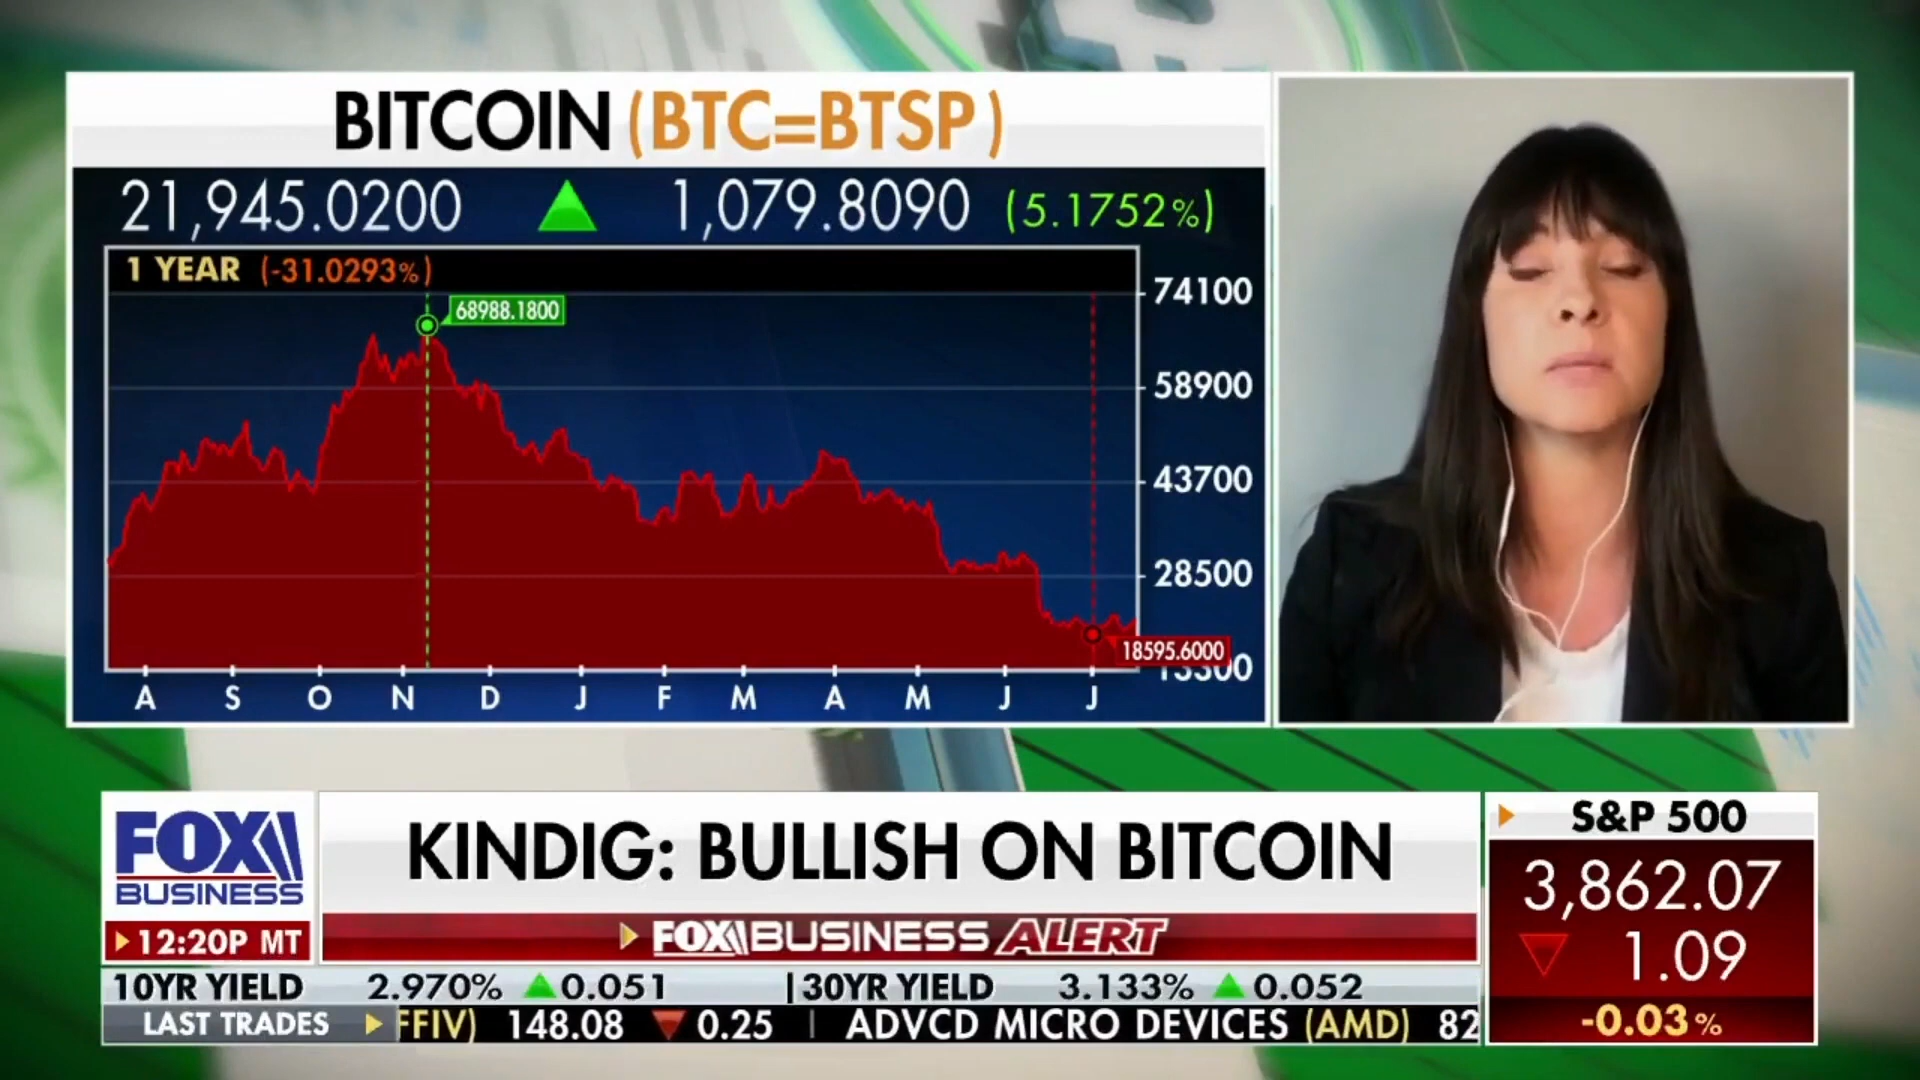 BITCOIN (BTC=BTSP)
21,945.0200 ▲ 1,079.8090 (5.1752%)
1 YEAR (-31.0293%)
68988.1800
74100
58900
43700
28500
18595.6000
13300
A S O N D J F M A M J J
FOX BUSINESS
12:20P MT
KINDIG: BULLISH ON BITCOIN
FOX BUSINESS ALERT
S&P 500
3,862.07
▼ 1.09
-0.03%
10YR YIELD 2.970% ▲ 0.051 | 30YR YIELD 3.133% ▲ 0.052
LAST TRADES FFIV) 148.08 ▼ 0.25 | ADVCD MICRO DEVICES (AMD) 82